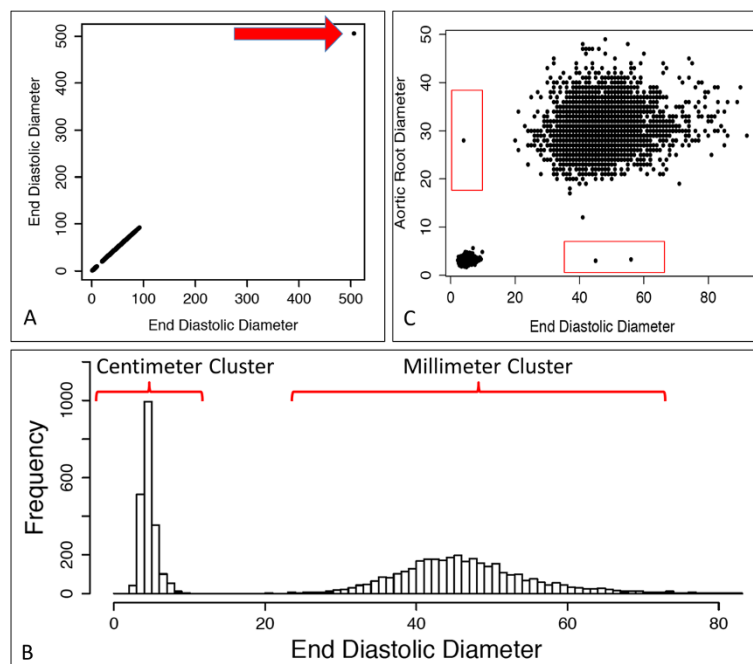 500
400
300
200
100
0
End Diastolic Diameter
0 100 200 300 400 500
End Diastolic Diameter
A
50
40
30
20
10
0
Aortic Root Diameter
0 20 40 60 80
End Diastolic Diameter
C
Centimeter Cluster Millimeter Cluster
1000
600
200
0
Frequency
0 20 40 60 80
End Diastolic Diameter
B